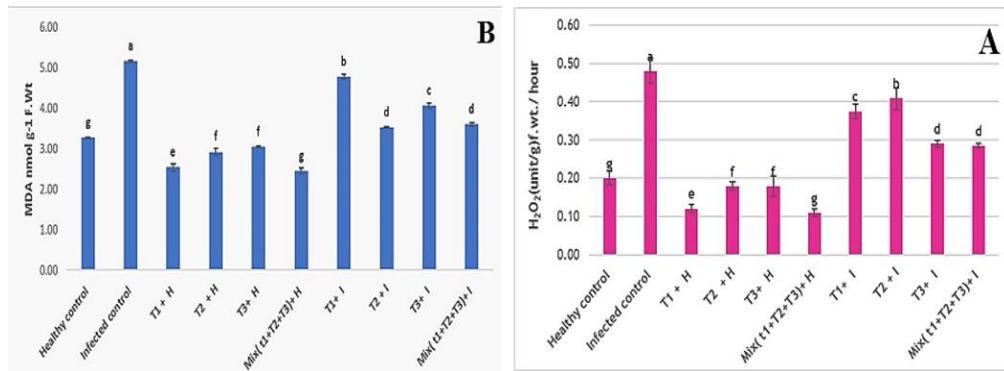 B
MDA nmol g-1 F.Wt
6.00
5.00
4.00
3.00
2.00
1.00
0.00
g
a
e
f
f
g
b
d
c
d
Healthy control
Infected control
T1 + H
T2 + H
T3+ H
Mix( t1+T2+T3)+ H
T1+ I
T2 + I
T3+ I
Mix( t1+T2+T3)+ I
A
H₂O₂(unit/g)f.wt./ hour
0.60
0.50
0.40
0.30
0.20
0.10
0.00
g
a
e
f
f
g
c
b
d
d
Healthy control
Infected control
T1 + H
T2 + H
T3+ H
Mix( t1+T2+T3)+ H
T1+ I
T2 + I
T3+ I
Mix( t1+T2+T3)+ I